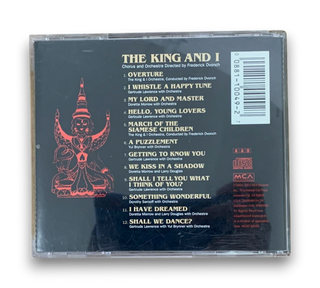 THE KING AND I
Chorus and Orchestra Directed by Frederick Dvonch
1. OVERTURE
The King & I Orchestra, Conducted by Frederick Dvonch
2. I WHISTLE A HAPPY TUNE
Gertrude Lawrence with Orchestra
3. MY LORD AND MASTER
Doretta Morrow with Orchestra
4. HELLO, YOUNG LOVERS
Gertrude Lawrence with Orchestra
5. MARCH OF THE
SIAMESE CHILDREN
The King & I Orchestra, Conducted by Frederick Dvonch
6. A PUZZLEMENT
Yul Brynner with Orchestra
7. GETTING TO KNOW YOU
Gertrude Lawrence with Orchestra
8. WE KISS IN A SHADOW
Doretta Morrow and Larry Douglas
9. SHALL I TELL YOU WHAT
I THINK OF YOU?
Gertrude Lawrence with Orchestra
10. SOMETHING WONDERFUL
Dorothy Sarnoff with Orchestra
11. I HAVE DREAMED
Doretta Morrow and Larry Douglas with Orchestra
12. SHALL WE DANCE?
Gertrude Lawrence with Yul Brynner with Orchestra
0 0881-10049-2
MCA